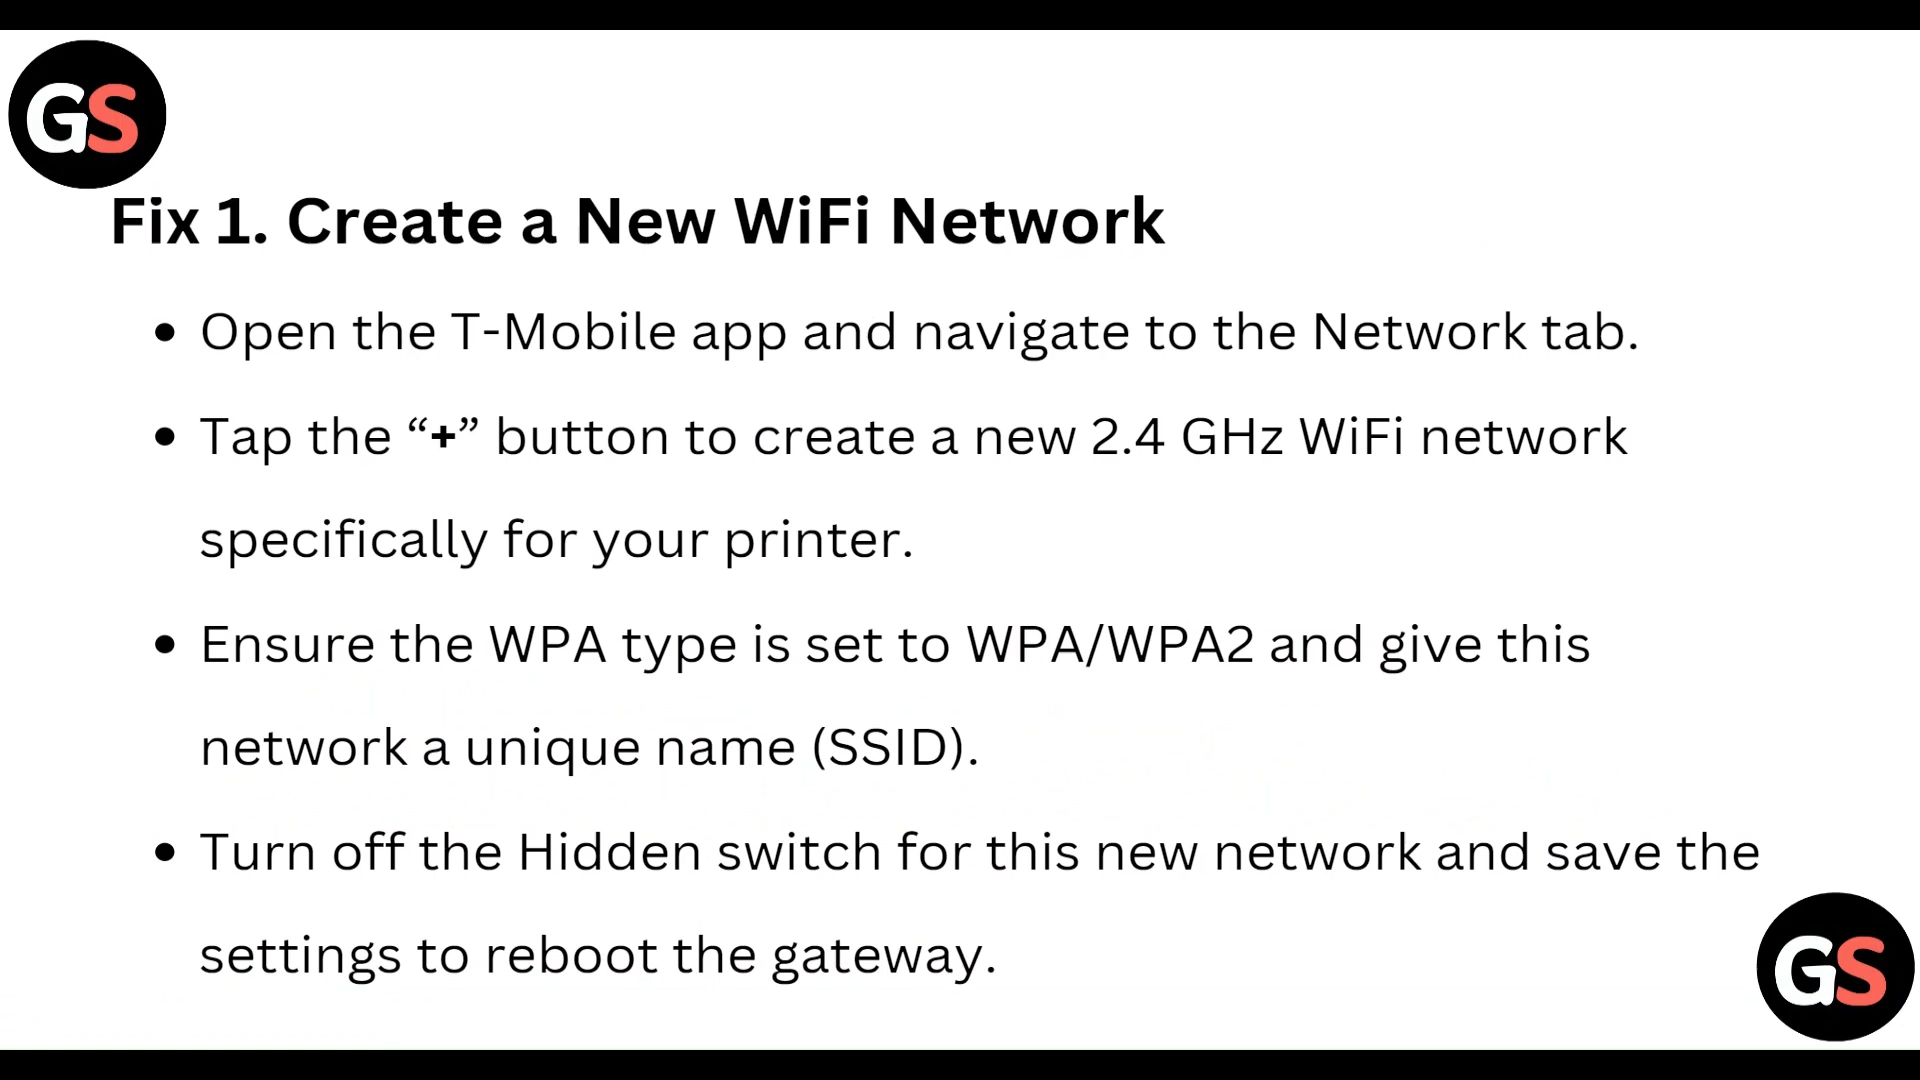 GS
Fix 1. Create a New WiFi Network
• Open the T-Mobile app and navigate to the Network tab.
• Tap the “+” button to create a new 2.4 GHz WiFi network
specifically for your printer.
• Ensure the WPA type is set to WPA/WPA2 and give this
network a unique name (SSID).
• Turn off the Hidden switch for this new network and save the
settings to reboot the gateway.
GS